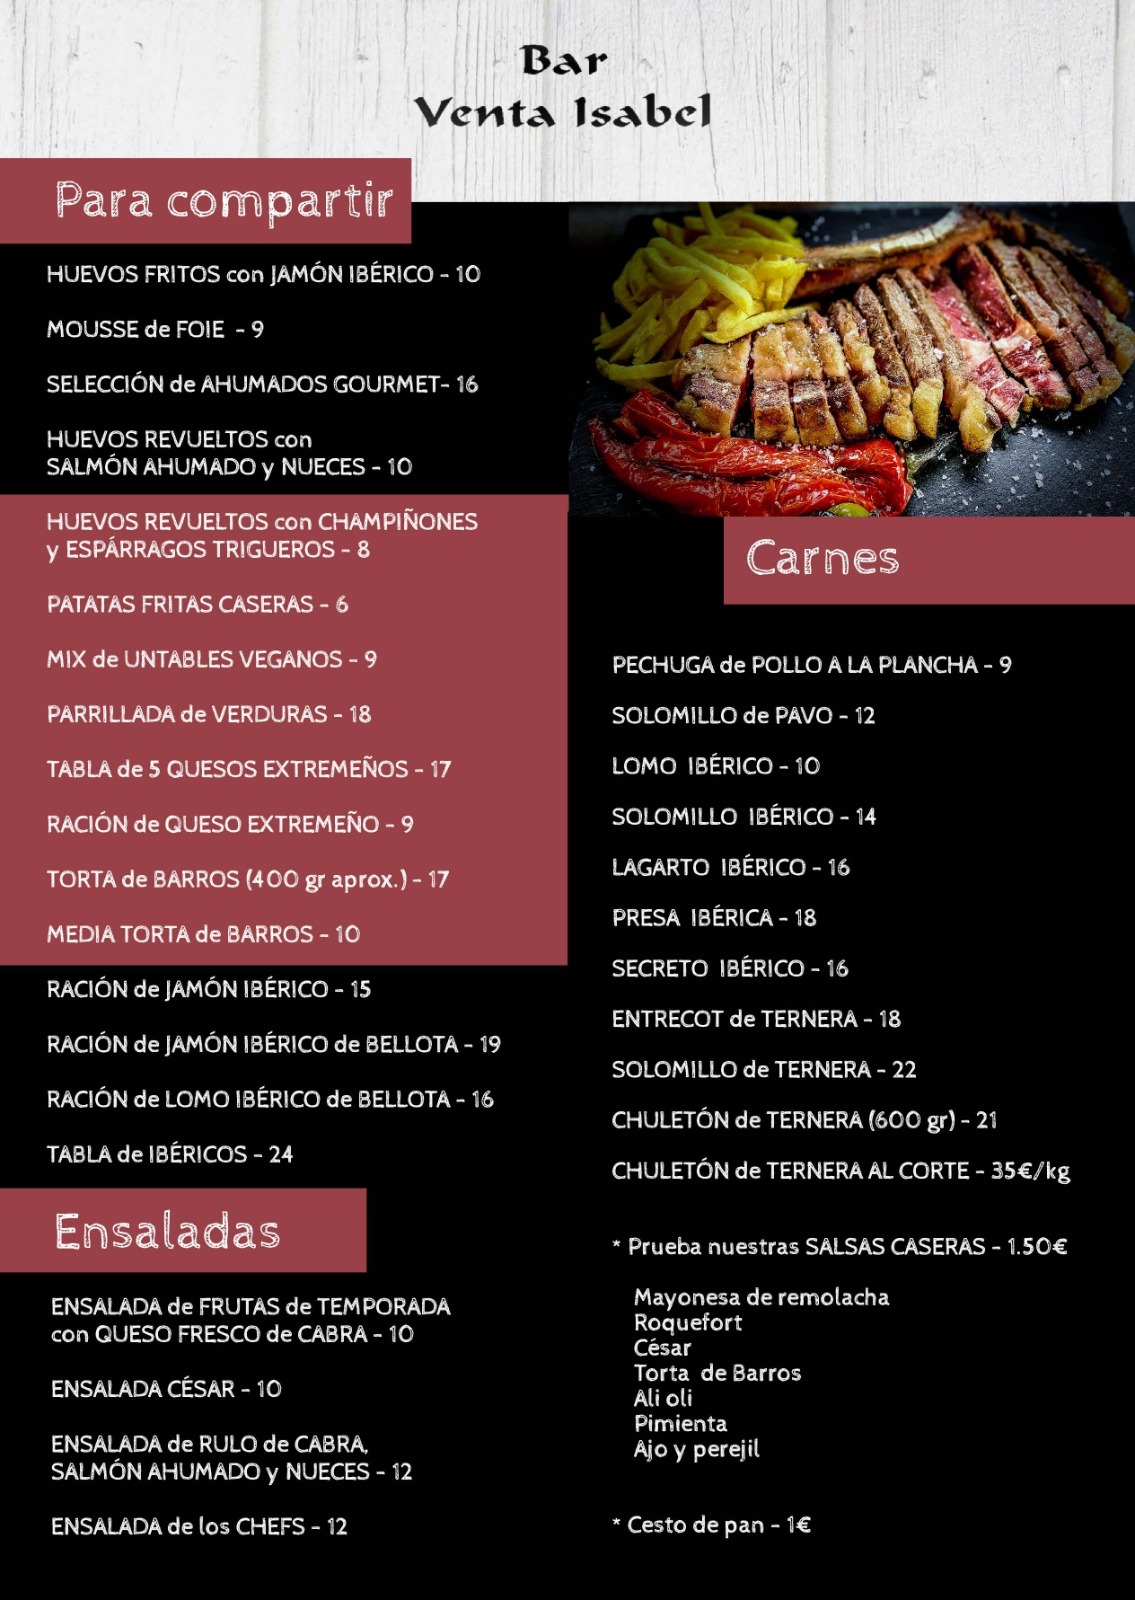 Bar
Venta Isabel
Para compartir
HUEVOS FRITOS con JAMÓN IBÉRICO - 10
MOUSSE de FOIE - 9
SELECCIÓN de AHUMADOS GOURMET- 16
HUEVOS REVUELTOS con
SALMÓN AHUMADO y NUECES - 10
HUEVOS REVUELTOS con CHAMPIÑONES
y ESPÁRRAGOS TRIGUEROS - 8
PATATAS FRITAS CASERAS - 6
MIX de UNTABLES VEGANOS - 9
PARRILLADA de VERDURAS - 18
TABLA de 5 QUESOS EXTREMEÑOS - 17
RACIÓN de QUESO EXTREMEÑO - 9
TORTA de BARROS (400 gr aprox.) - 17
MEDIA TORTA de BARROS - 10
RACIÓN de JAMÓN IBÉRICO - 15
RACIÓN de JAMÓN IBÉRICO de BELLOTA - 19
RACIÓN de LOMO IBÉRICO de BELLOTA - 16
TABLA de IBÉRICOS - 24
Ensaladas
ENSALADA de FRUTAS de TEMPORADA
con QUESO FRESCO de CABRA - 10
ENSALADA CÉSAR - 10
ENSALADA de RULO de CABRA,
SALMÓN AHUMADO y NUECES - 12
ENSALADA de los CHEFS - 12
Carnes
PECHUGA de POLLO A LA PLANCHA - 9
SOLOMILLO de PAVO - 12
LOMO IBÉRICO - 10
SOLOMILLO IBÉRICO - 14
LAGARTO IBÉRICO - 16
PRESA IBÉRICA - 18
SECRETO IBÉRICO - 16
ENTRECOT de TERNERA - 18
SOLOMILLO de TERNERA - 22
CHULETÓN de TERNERA (600 gr) - 21
CHULETÓN de TERNERA AL CORTE - 35€/kg
* Prueba nuestras SALSAS CASERAS - 1.50€
Mayonesa de remolacha
Roquefort
César
Torta de Barros
Ali oli
Pimienta
Ajo y perejil
* Cesto de pan - 1€